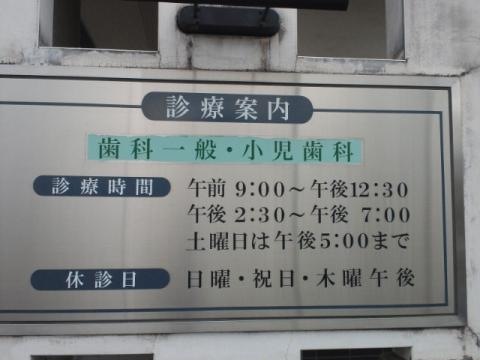 診療案内
歯科一般・小児歯科
診療時間 午前 9:00～午後12:30
午後 2:30～午後 7:00
土曜日は午後5:00まで
休診日 日曜・祝日・木曜午後